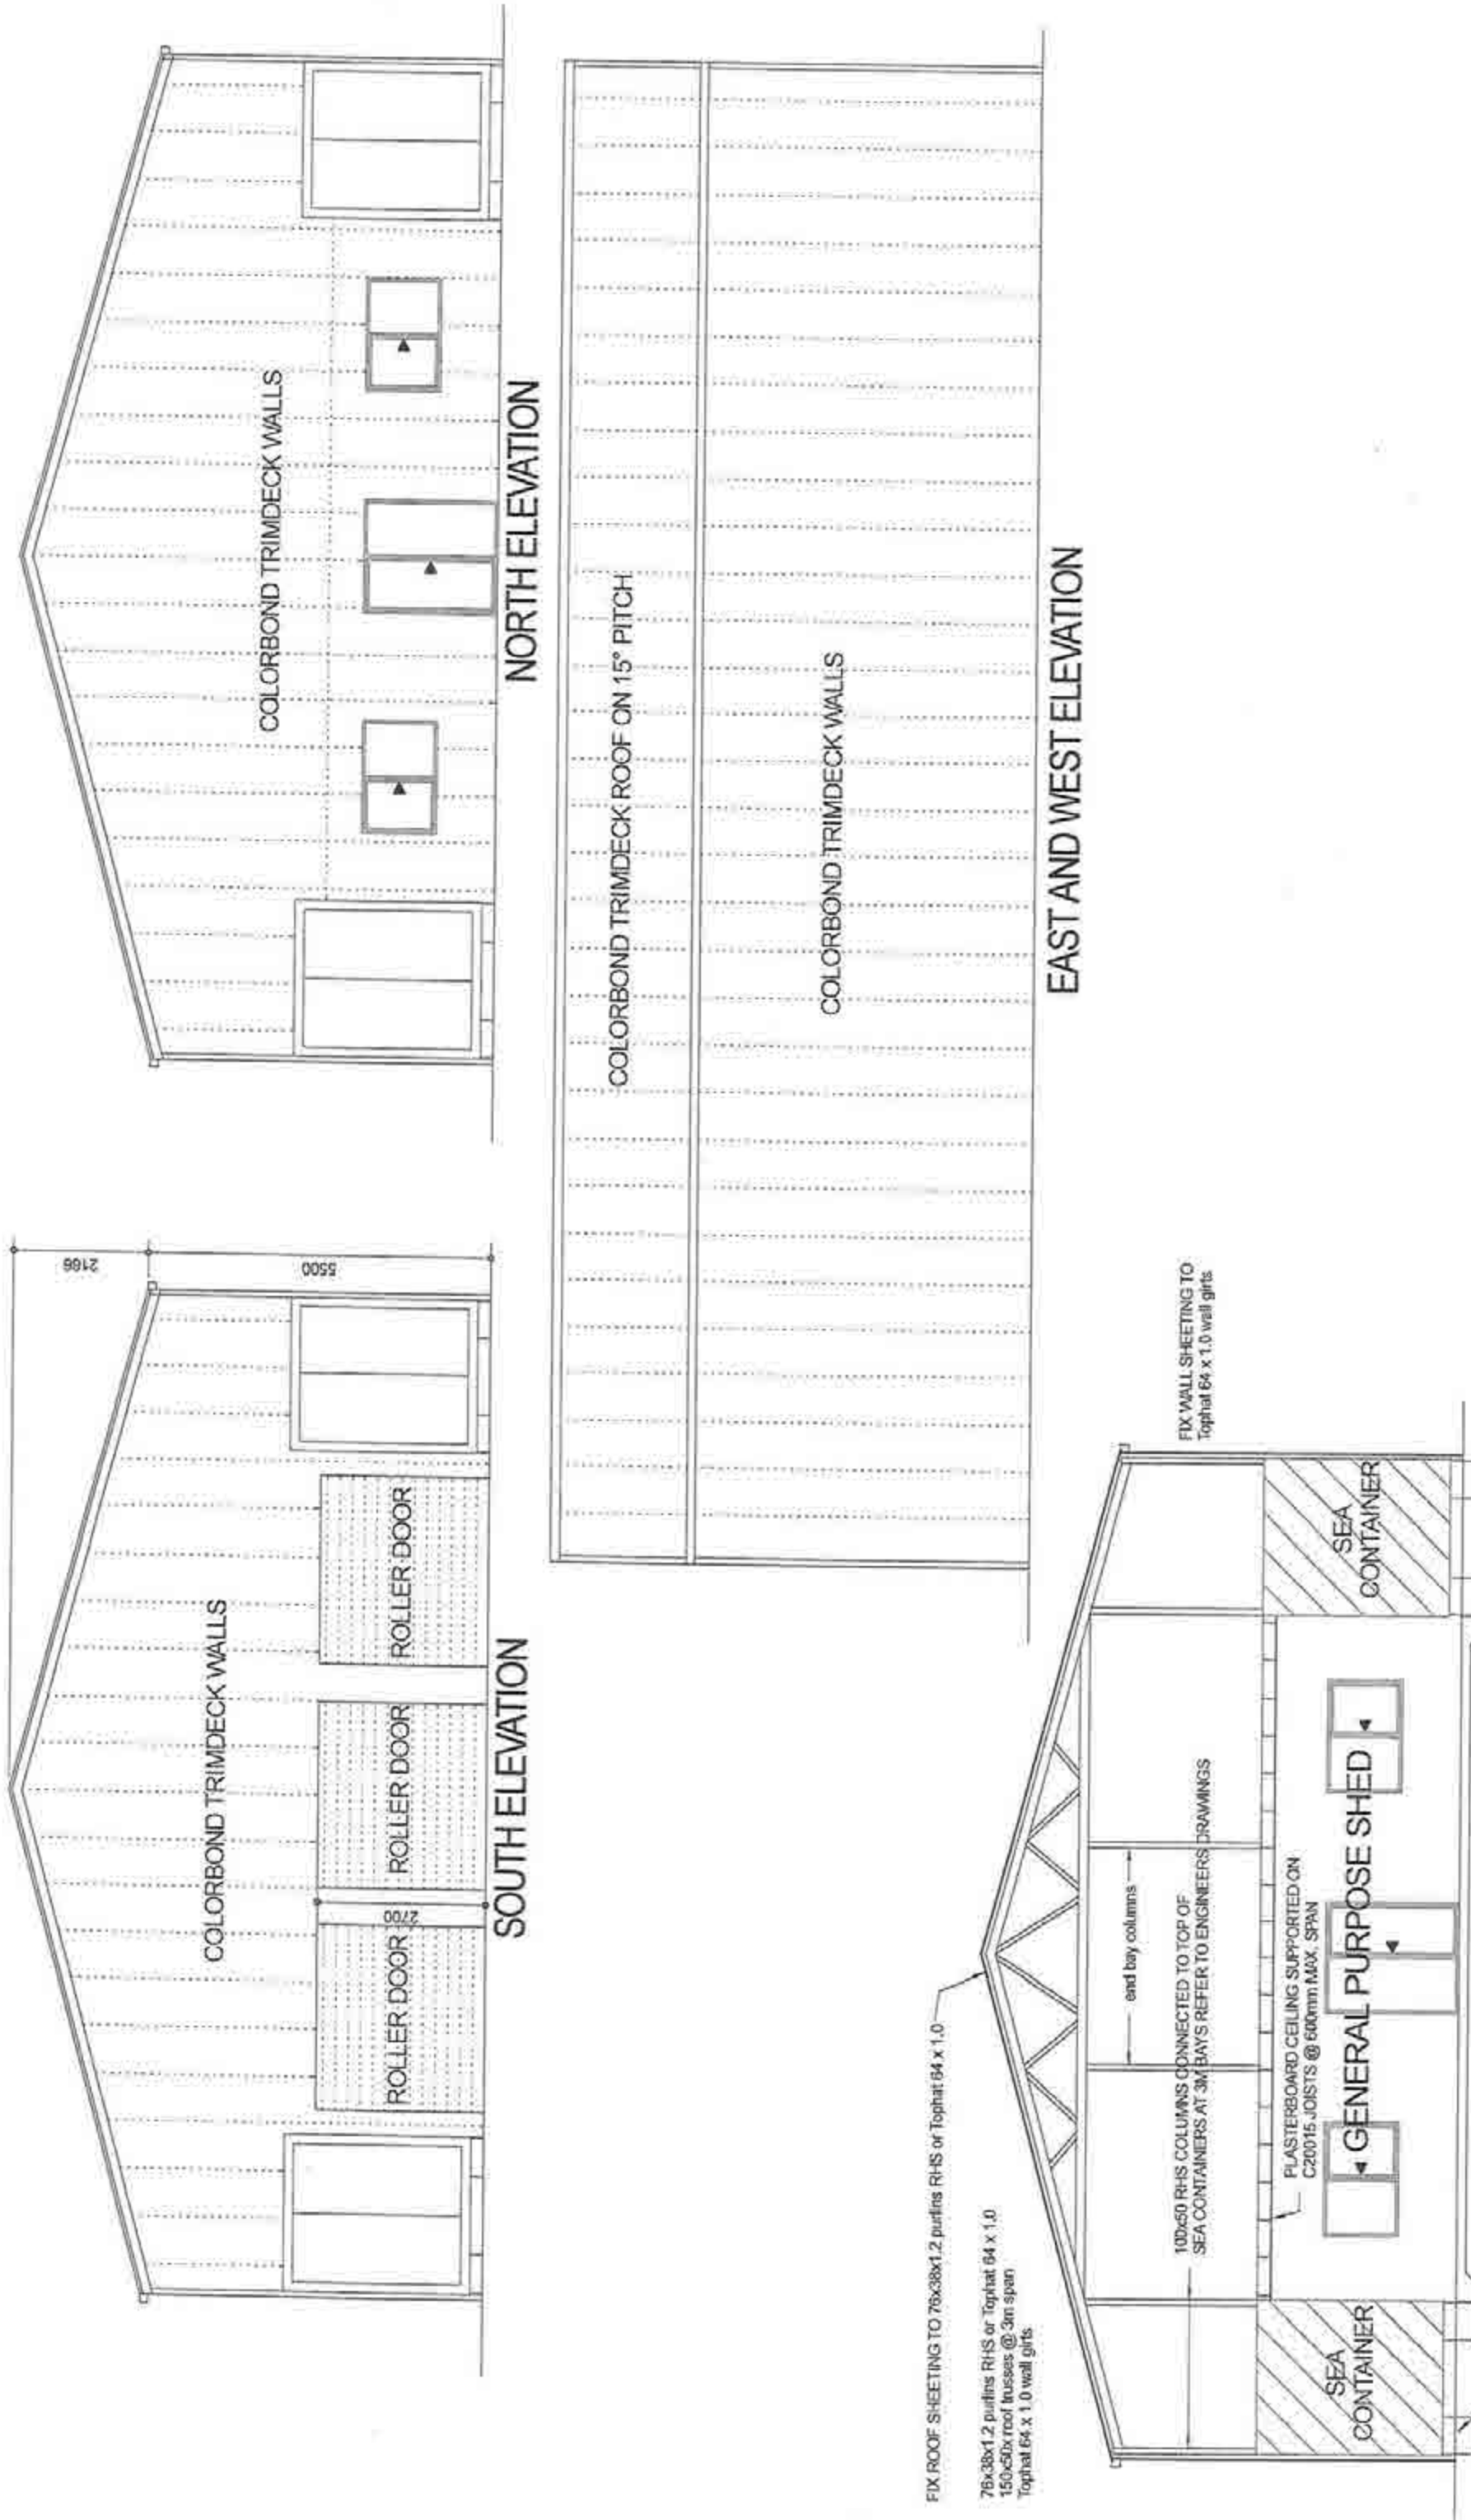 2166
5500
COLORBOND TRIMDECK WALLS
ROLLER DOOR
2700
ROLLER DOOR
ROLLER DOOR
SOUTH ELEVATION
COLORBOND TRIMDECK WALLS
NORTH ELEVATION
COLORBOND TRIMDECK ROOF ON 15° PITCH
COLORBOND TRIMDECK WALLS
EAST AND WEST ELEVATION
FIX ROOF SHEETING TO 76x38x1.2 purlins RHS or Tophat 64 x 1.0
76x38x1.2 purlins RHS or Tophat 64 x 1.0
150x50x roof trusses @ 3m span
Tophat 64 x 1.0 wall girts
end bay columns
FIX WALL SHEETING TO
Tophat 64 x 1.0 wall girts
100x50 RHS COLUMNS CONNECTED TO TOP OF
SEA CONTAINERS AT 3M BAYS REFER TO ENGINEERS DRAWINGS
PLASTERBOARD CEILING SUPPORTED ON
C20015 JOISTS @ 600mm MAX. SPAN
SEA
CONTAINER
GENERAL PURPOSE SHED
SEA
CONTAINER